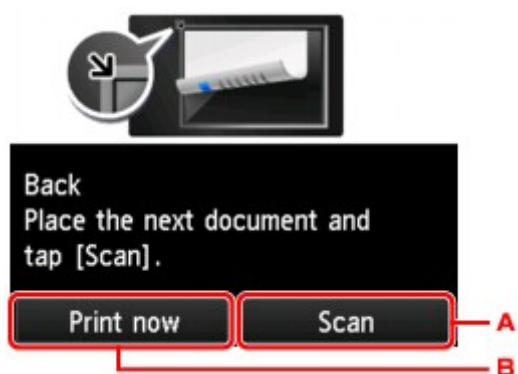 Back
Place the next document and
tap [Scan].
Print now Scan A
B